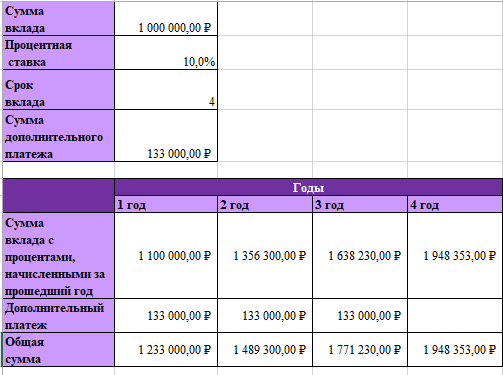 Сумма
вклада
1 000 000,00 ₽
Процентная
ставка
10,0%
Срок
вклада
4
Сумма
дополнительного
платежа
133 000,00 ₽
Годы
1 год 2 год 3 год 4 год
Сумма
вклада с
процентами,
начисленными за
прошедший год
1 100 000,00 ₽ 1 356 300,00 ₽ 1 638 230,00 ₽ 1 948 353,00 ₽
Дополнительный
платеж
133 000,00 ₽ 133 000,00 ₽ 133 000,00 ₽
Общая
сумма
1 233 000,00 ₽ 1 489 300,00 ₽ 1 771 230,00 ₽ 1 948 353,00 ₽